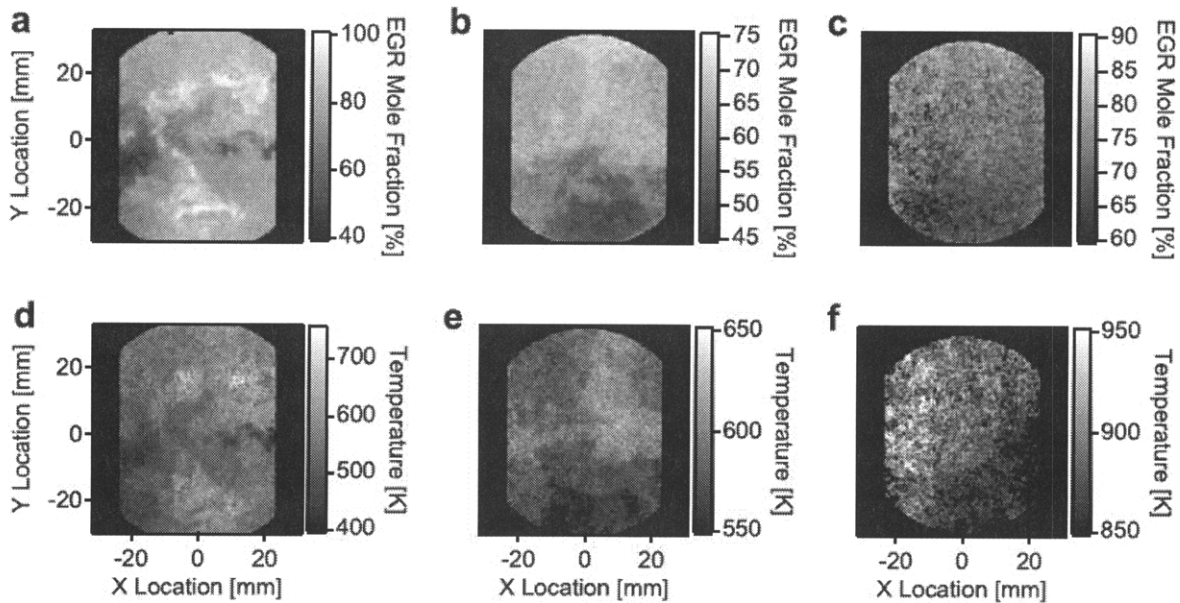 a
b
c
Y Location [mm]
20
0
-20
100
80
60
40
EGR Mole Fraction [%]
75
70
65
60
55
50
45
EGR Mole Fraction [%]
90
85
80
75
70
65
60
EGR Mole Fraction [%]
d
e
f
Y Location [mm]
20
0
-20
700
600
500
400
Temperature [K]
650
600
550
Temperature [K]
950
900
850
Temperature [K]
-20 0 20
-20 0 20
-20 0 20
X Location [mm]
X Location [mm]
X Location [mm]